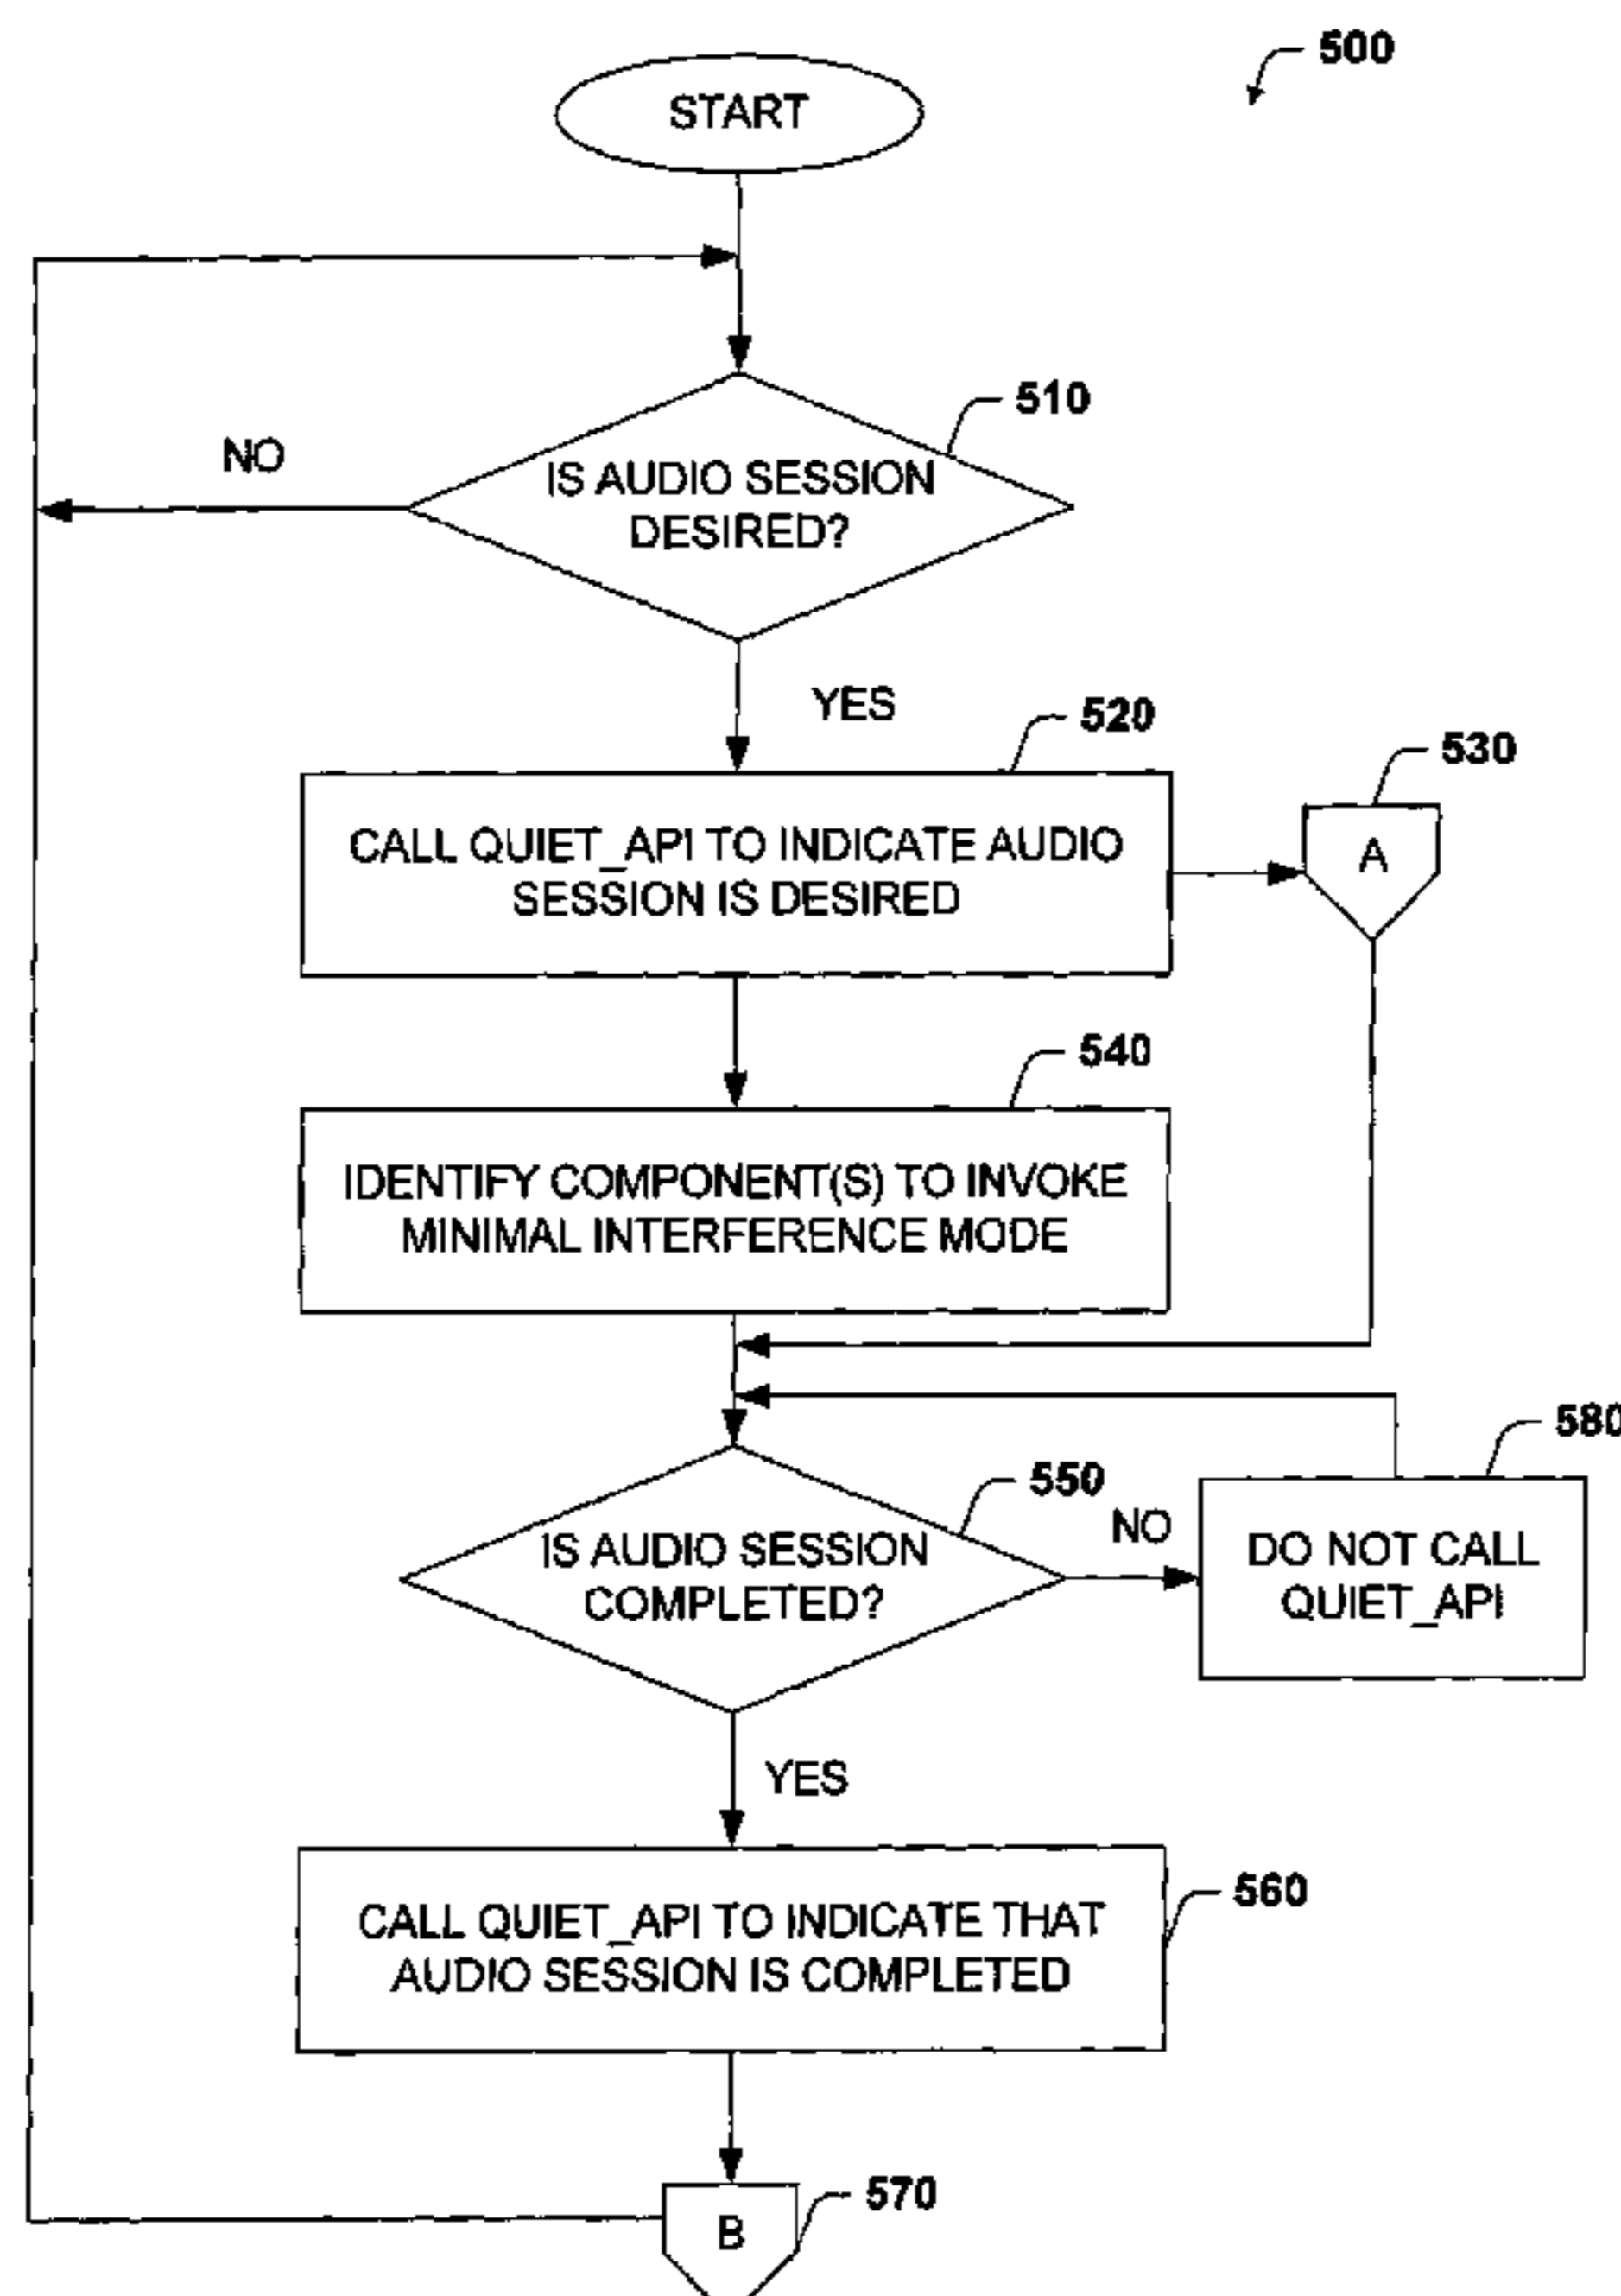 500
START
510
NO
IS AUDIO SESSION
DESIRED?
YES
520
530
CALL QUIET_API TO INDICATE AUDIO
SESSION IS DESIRED
A
540
IDENTIFY COMPONENT(S) TO INVOKE
MINIMAL INTERFERENCE MODE
580
550
NO
IS AUDIO SESSION
COMPLETED?
DO NOT CALL
QUIET_API
YES
560
CALL QUIET_API TO INDICATE THAT
AUDIO SESSION IS COMPLETED
570
B